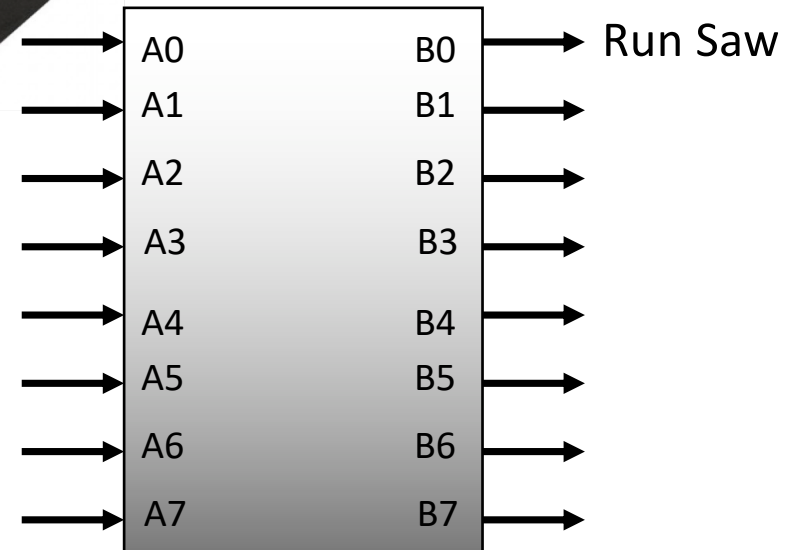 A0 B0 Run Saw
A1 B1
A2 B2
A3 B3
A4 B4
A5 B5
A6 B6
A7 B7